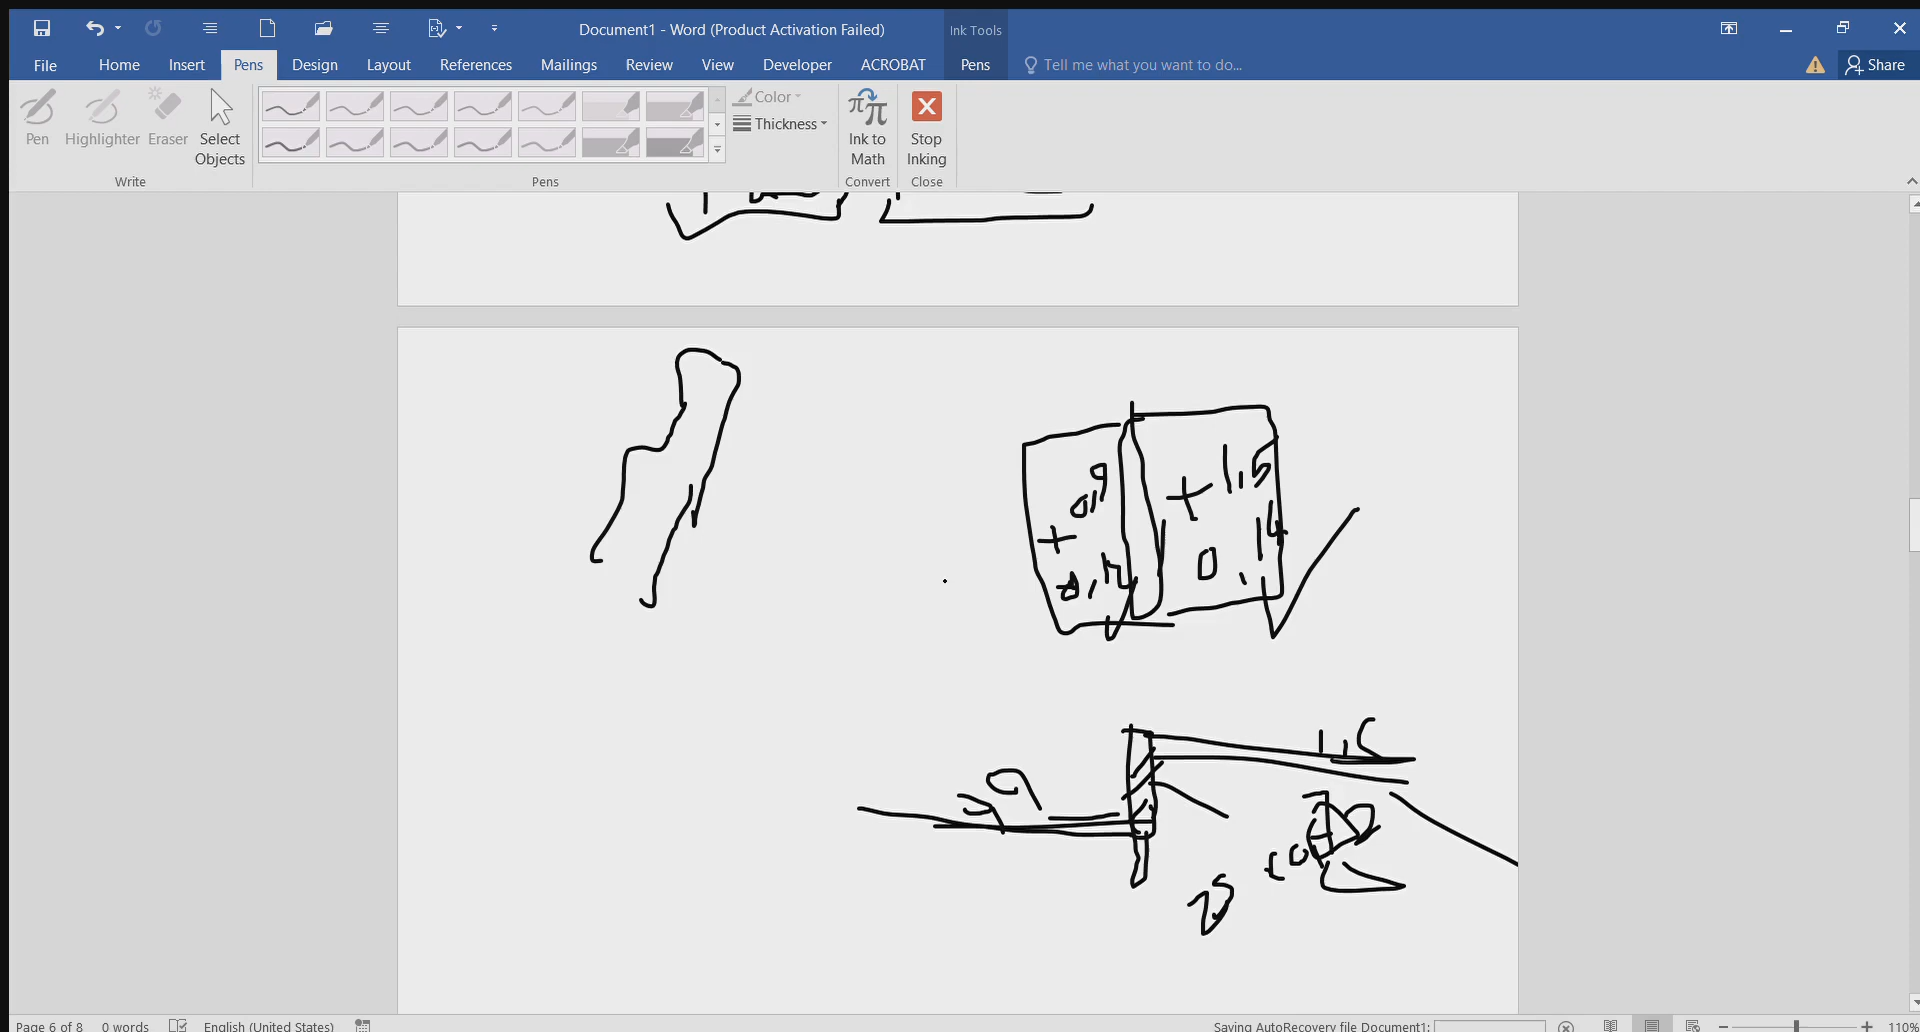 Document1 - Word (Product Activation Failed)
Ink Tools
File Home Insert Pens Design Layout References Mailings Review View Developer ACROBAT Pens Tell me what you want to do... Share
Pen Highlighter Eraser Select Objects
Color
Thickness
Ink to Math
Stop Inking
Write Pens Convert Close
0,9 + 1,5
+ 0.14
1,5
Page 6 of 8 0 words English (United States) Saving AutoRecovery file Document1: 110%